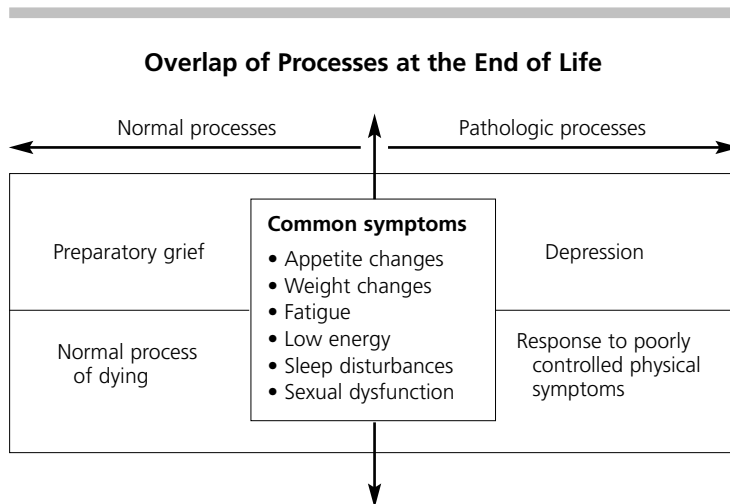 Overlap of Processes at the End of Life
Normal processes
Pathologic processes
Preparatory grief
Common symptoms
• Appetite changes
• Weight changes
• Fatigue
• Low energy
• Sleep disturbances
• Sexual dysfunction
Depression
Normal process
of dying
Response to poorly
controlled physical
symptoms